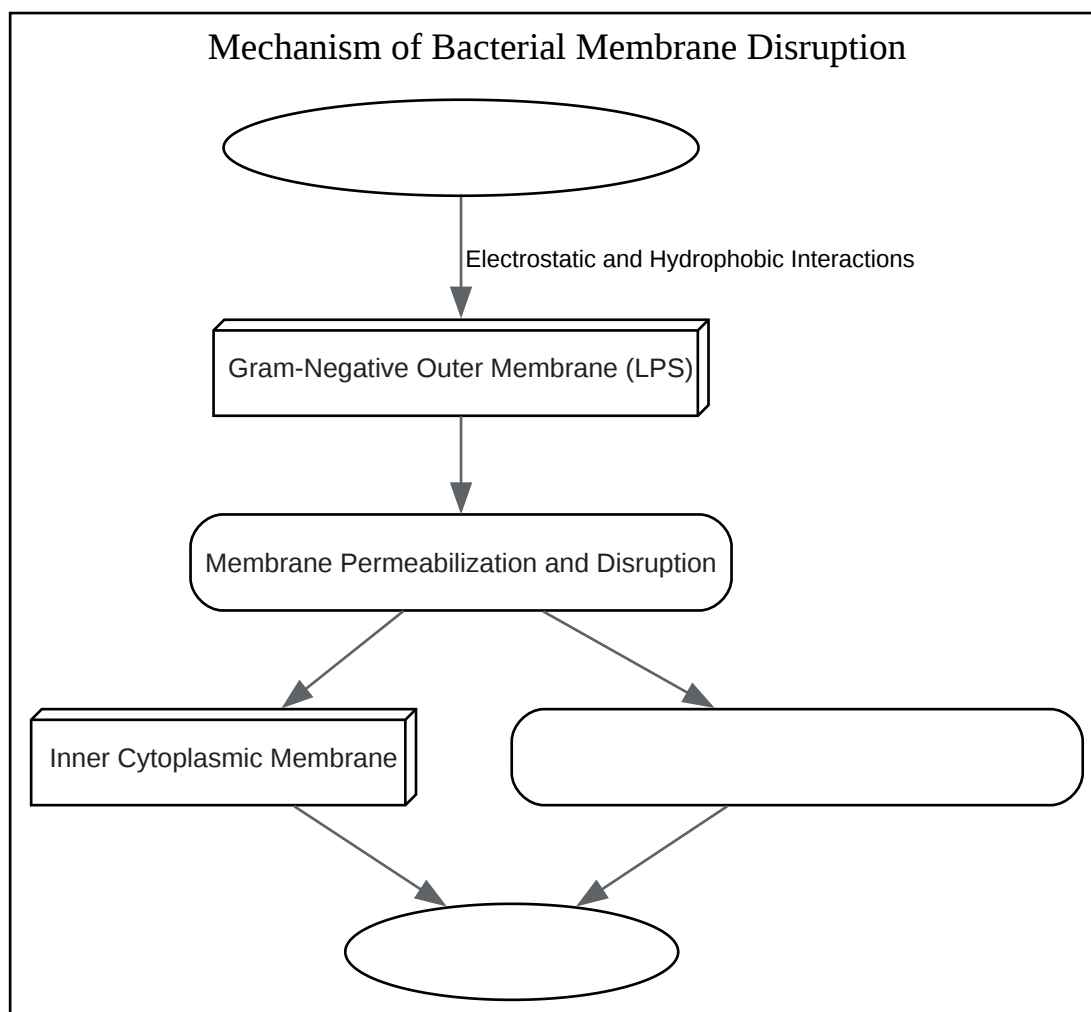 Mechanism of Bacterial Membrane Disruption
Electrostatic and Hydrophobic Interactions
Gram-Negative Outer Membrane (LPS)
Membrane Permeabilization and Disruption
Inner Cytoplasmic Membrane